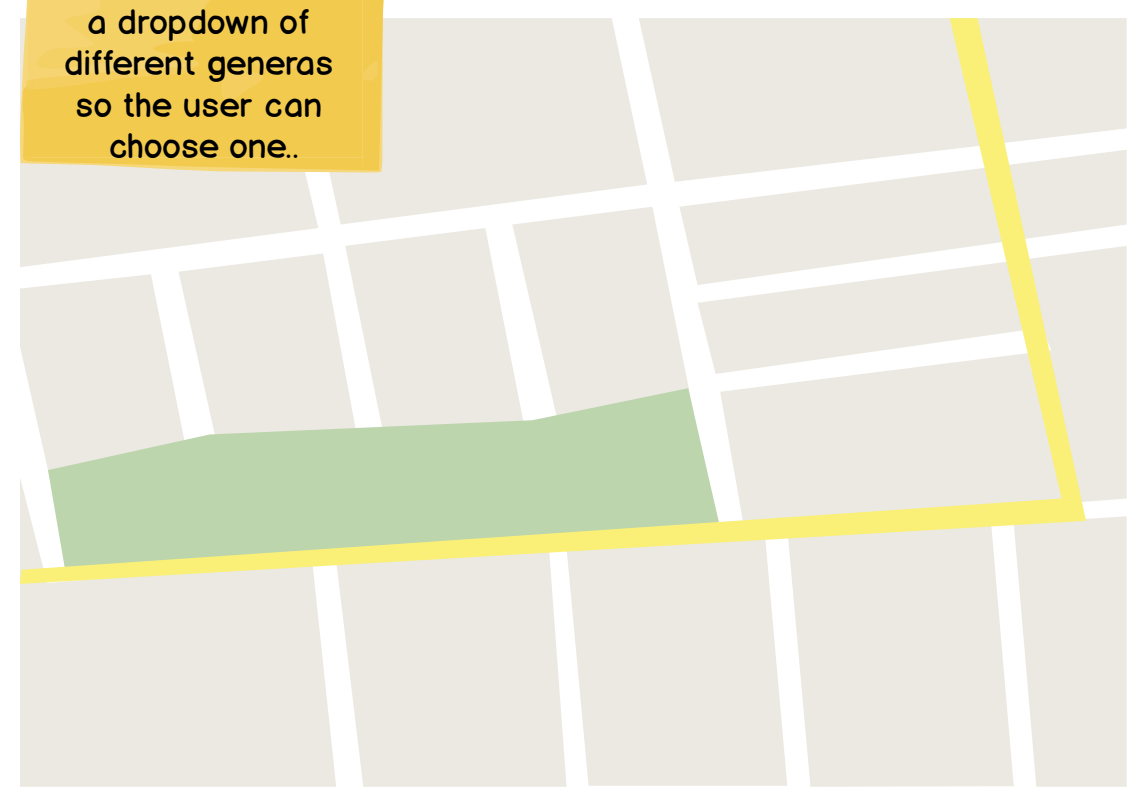 a dropdown of
different generas
so the user can
choose one..